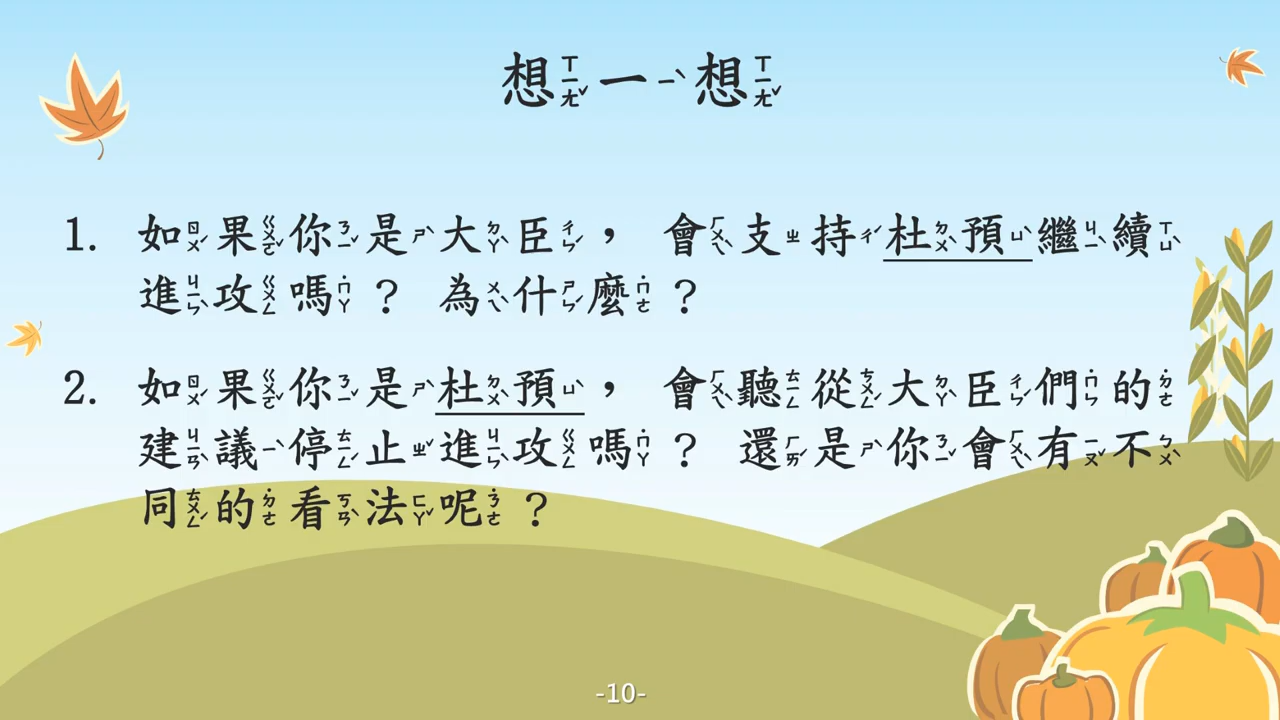 想一想
1. 如果你是大臣，會支持杜預繼續
進攻嗎？為什麼？
2. 如果你是杜預，會聽從大臣們的
建議停止進攻嗎？還是你會有不
同的看法呢？
-10-